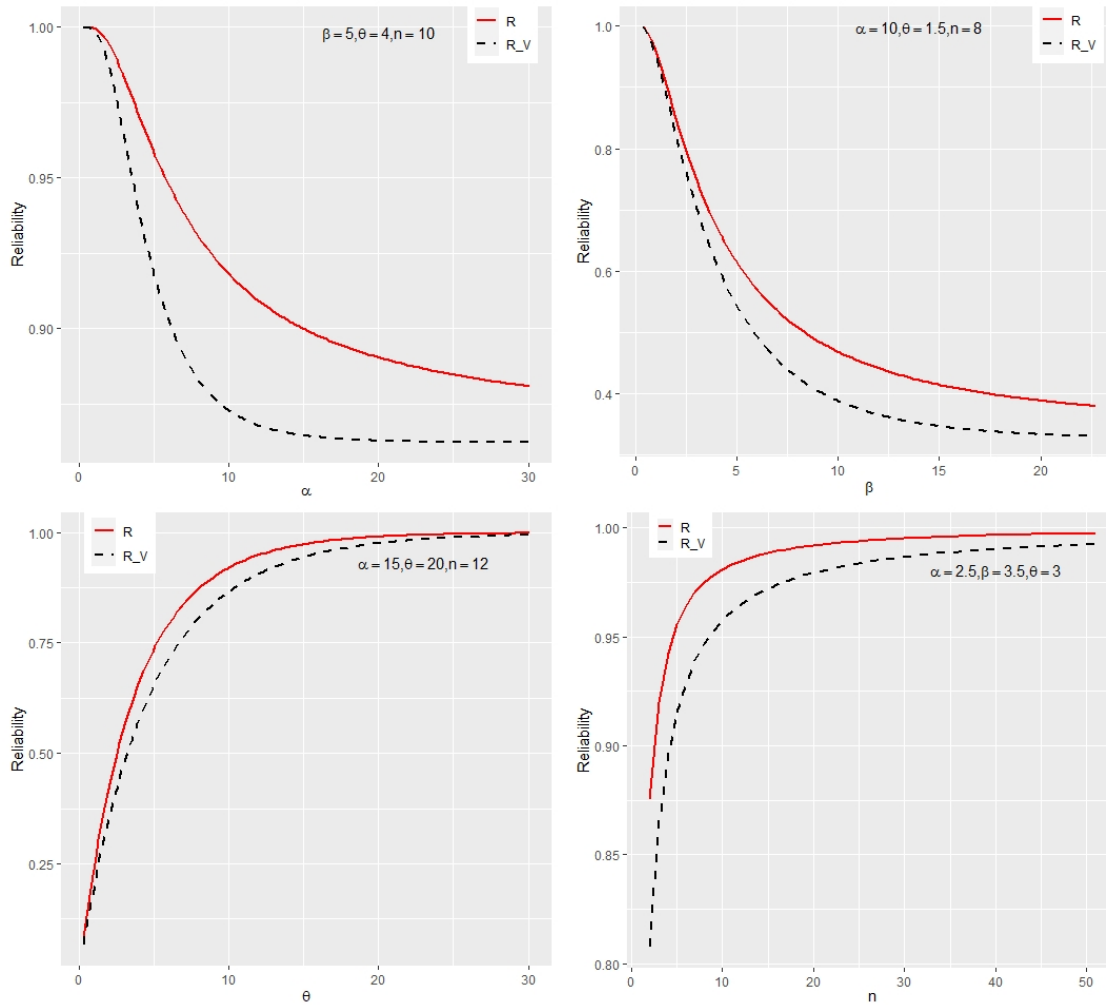 β = 5,θ = 4,n = 10
R
R_V
1.00
0.95
0.90
Reliability
0
10
20
30
α
α = 10,θ = 1.5,n = 8
R
R_V
1.0
0.8
0.6
0.4
Reliability
0
5
10
15
20
β
R
R_V
α = 15,θ = 20,n = 12
1.00
0.75
0.50
0.25
Reliability
0
10
20
30
θ
R
R_V
α = 2.5,β = 3.5,θ = 3
1.00
0.95
0.90
0.85
0.80
Reliability
0
10
20
30
40
50
n